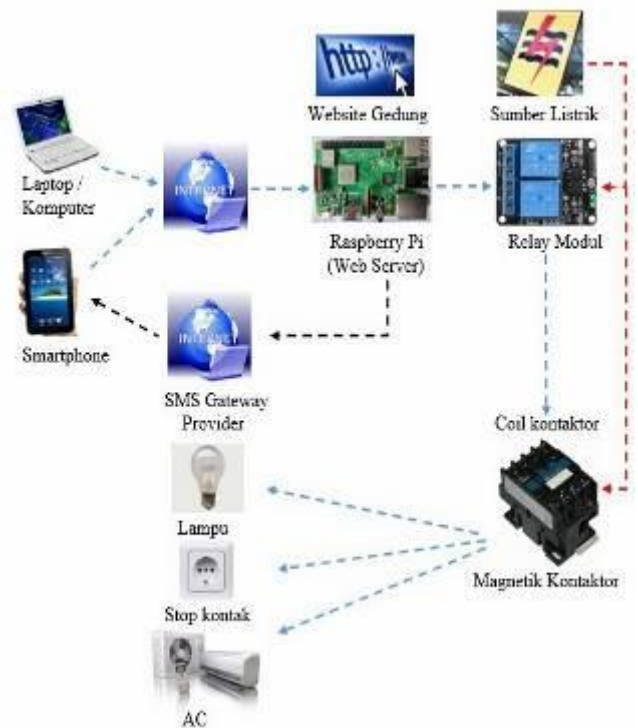 http://www
Website Gedung
Sumber Listrik
Laptop /
Komputer
INTERNET
Raspberry Pi
(Web Server)
Relay Modul
Smartphone
INTERNET
SMS Gateway
Provider
Coil kontaktor
Lampu
Magnetik Kontaktor
Stop kontak
AC